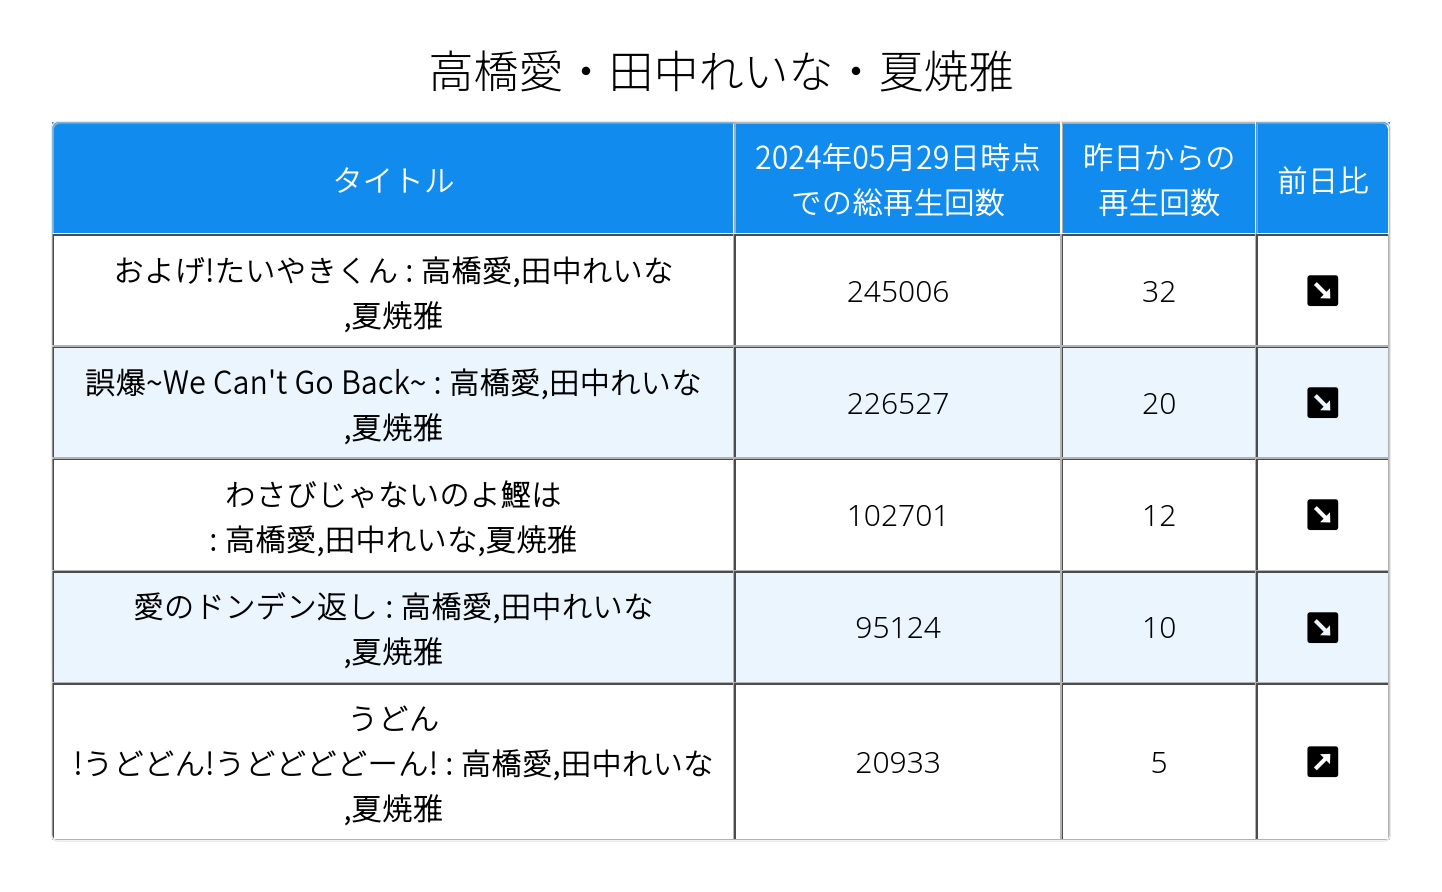 高橋愛・田中れいな・夏焼雅
タイトル
2024年05月29日時点
での総再生回数
昨日からの
再生回数
前日比
およげ!たいやきくん : 高橋愛,田中れいな
,夏焼雅
245006
32
誤爆~We Can't Go Back~ : 高橋愛,田中れいな
,夏焼雅
226527
20
わさびじゃないのよ鰹は
: 高橋愛,田中れいな,夏焼雅
102701
12
愛のドンデン返し : 高橋愛,田中れいな
,夏焼雅
95124
10
うどん
!うどどん!うどどどどーん! : 高橋愛,田中れいな
,夏焼雅
20933
5